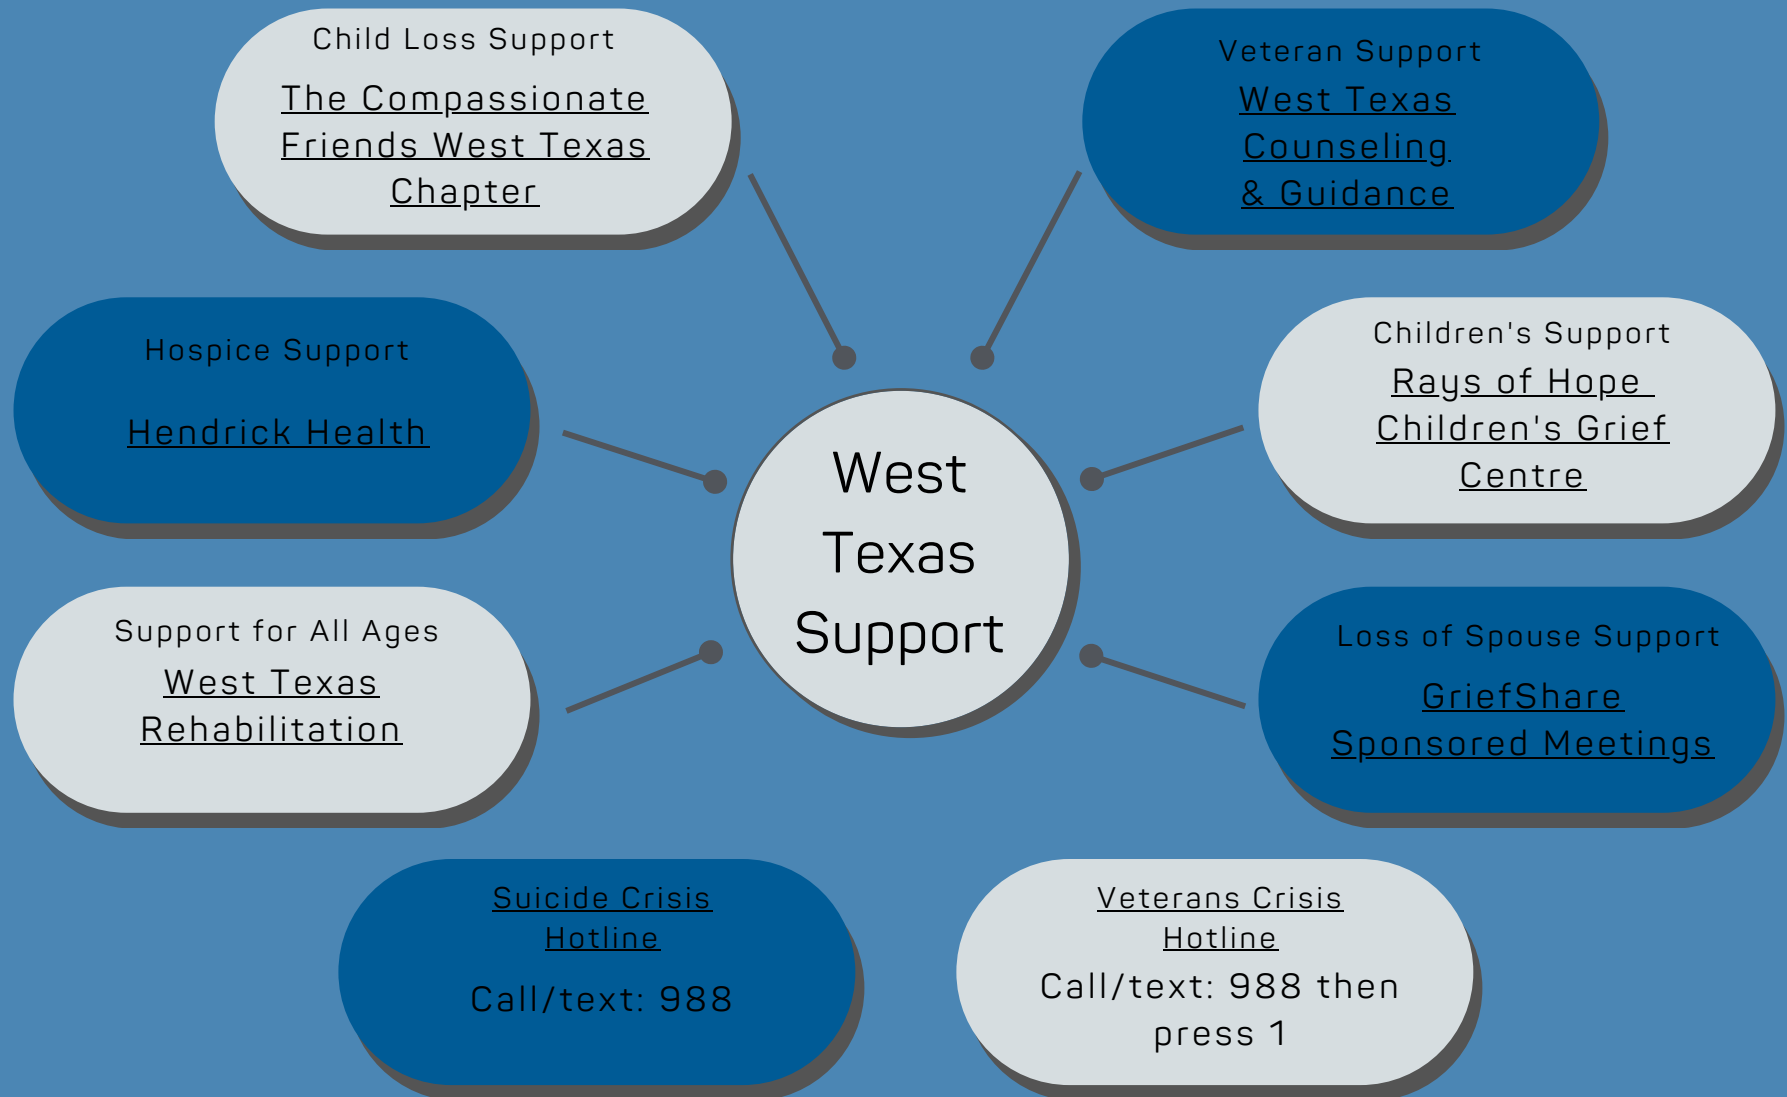 Child Loss Support
The Compassionate
Friends West Texas
Chapter
Veteran Support
West Texas
Counseling
& Guidance
Hospice Support
Hendrick Health
Children's Support
Rays of Hope
Children's Grief
Centre
West
Texas
Support
Support for All Ages
West Texas
Rehabilitation
Loss of Spouse Support
GriefShare
Sponsored Meetings
Suicide Crisis
Hotline
Call/text: 988
Veterans Crisis
Hotline
Call/text: 988 then
press 1